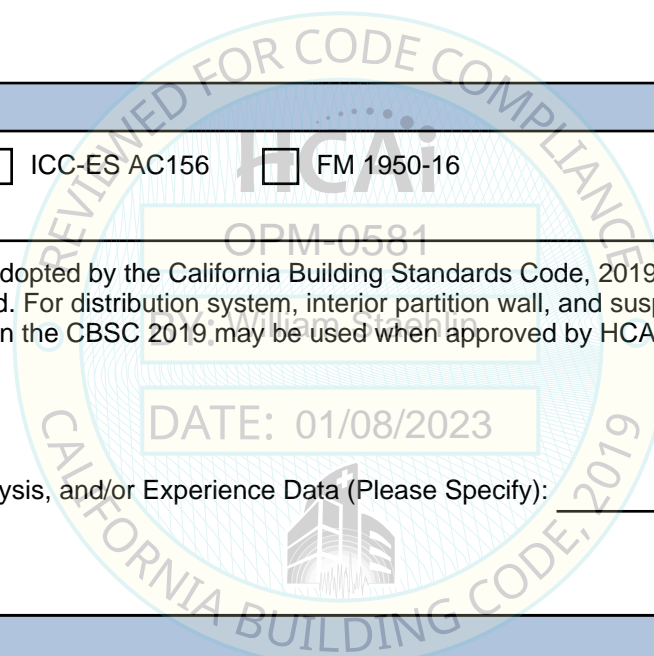 REVIEWED FOR CODE COMPLIANCE
HCAi
ICC-ES AC156 FM 1950-16
OPM-0581
dopted by the California Building Standards Code, 2019
d. For distribution system, interior partition wall, and susp
BY: William Staehlin
n the CBSC 2019 may be used when approved by HCA
DATE: 01/08/2023
ysis, and/or Experience Data (Please Specify):
CALIFORNIA BUILDING CODE, 2019